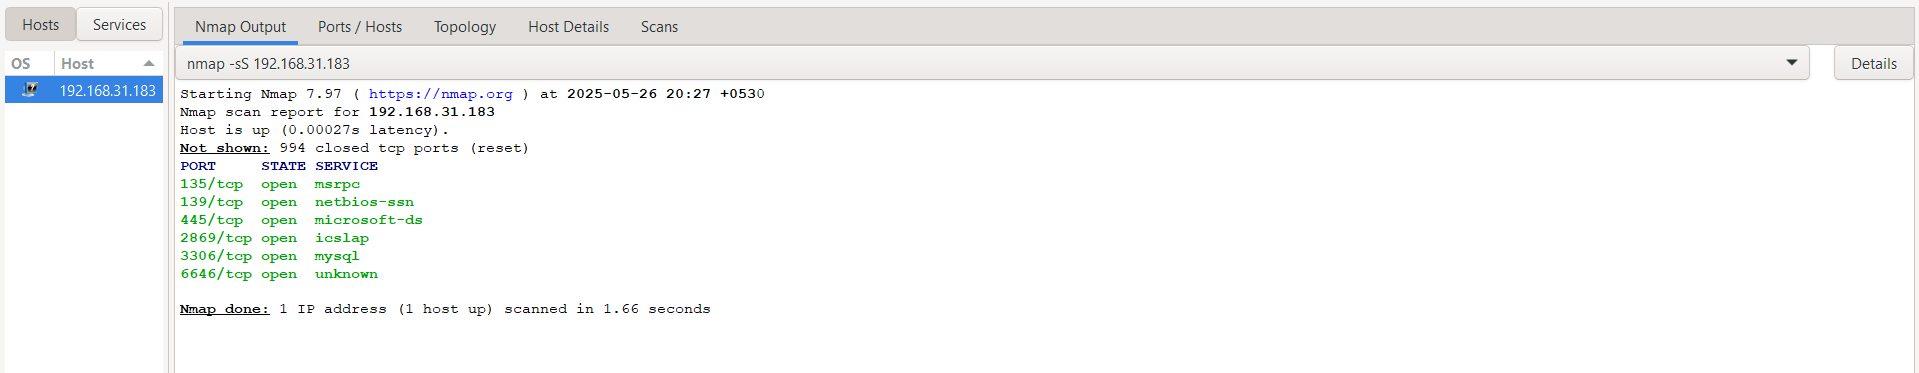 Hosts Services
Nmap Output Ports / Hosts Topology Host Details Scans
OS Host
nmap -sS 192.168.31.183 Details
192.168.31.183
Starting Nmap 7.97 ( https://nmap.org ) at 2025-05-26 20:27 +0530
Nmap scan report for 192.168.31.183
Host is up (0.00027s latency).
Not shown: 994 closed tcp ports (reset)
PORT STATE SERVICE
135/tcp open msrpc
139/tcp open netbios-ssn
445/tcp open microsoft-ds
2869/tcp open icslap
3306/tcp open mysql
6646/tcp open unknown
Nmap done: 1 IP address (1 host up) scanned in 1.66 seconds